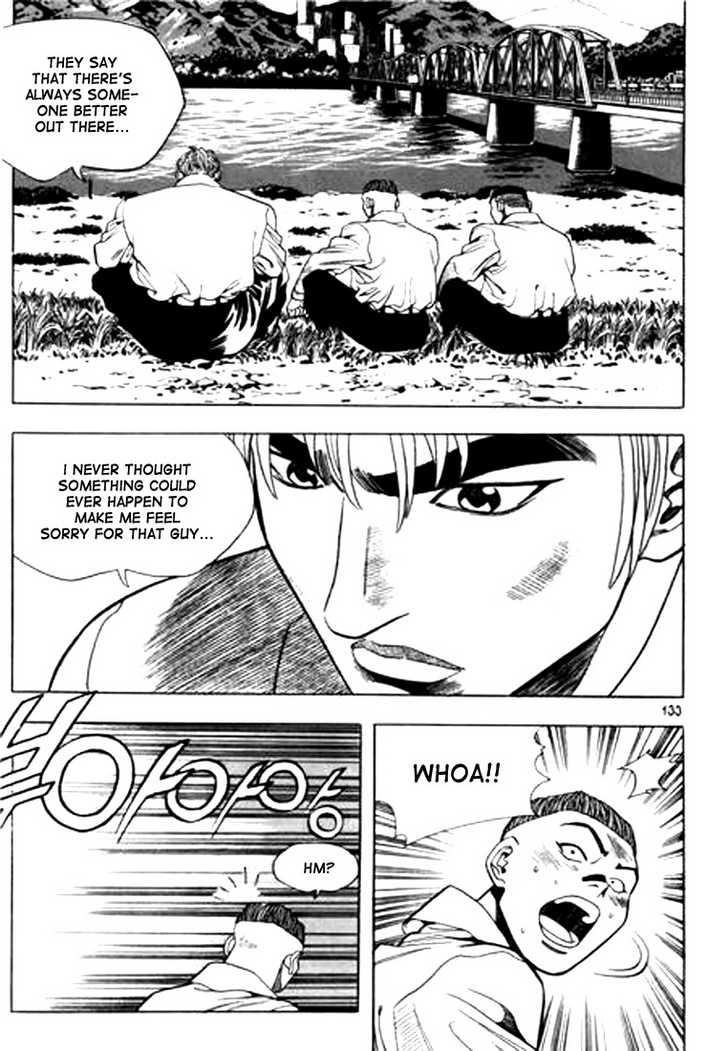 THEY SAY
THAT THERE'S
ALWAYS SOME-
ONE BETTER
OUT THERE...
I NEVER THOUGHT
SOMETHING COULD
EVER HAPPEN TO
MAKE ME FEEL
SORRY FOR THAT GUY...
133
부아아아앙
HM?
WHOA!!